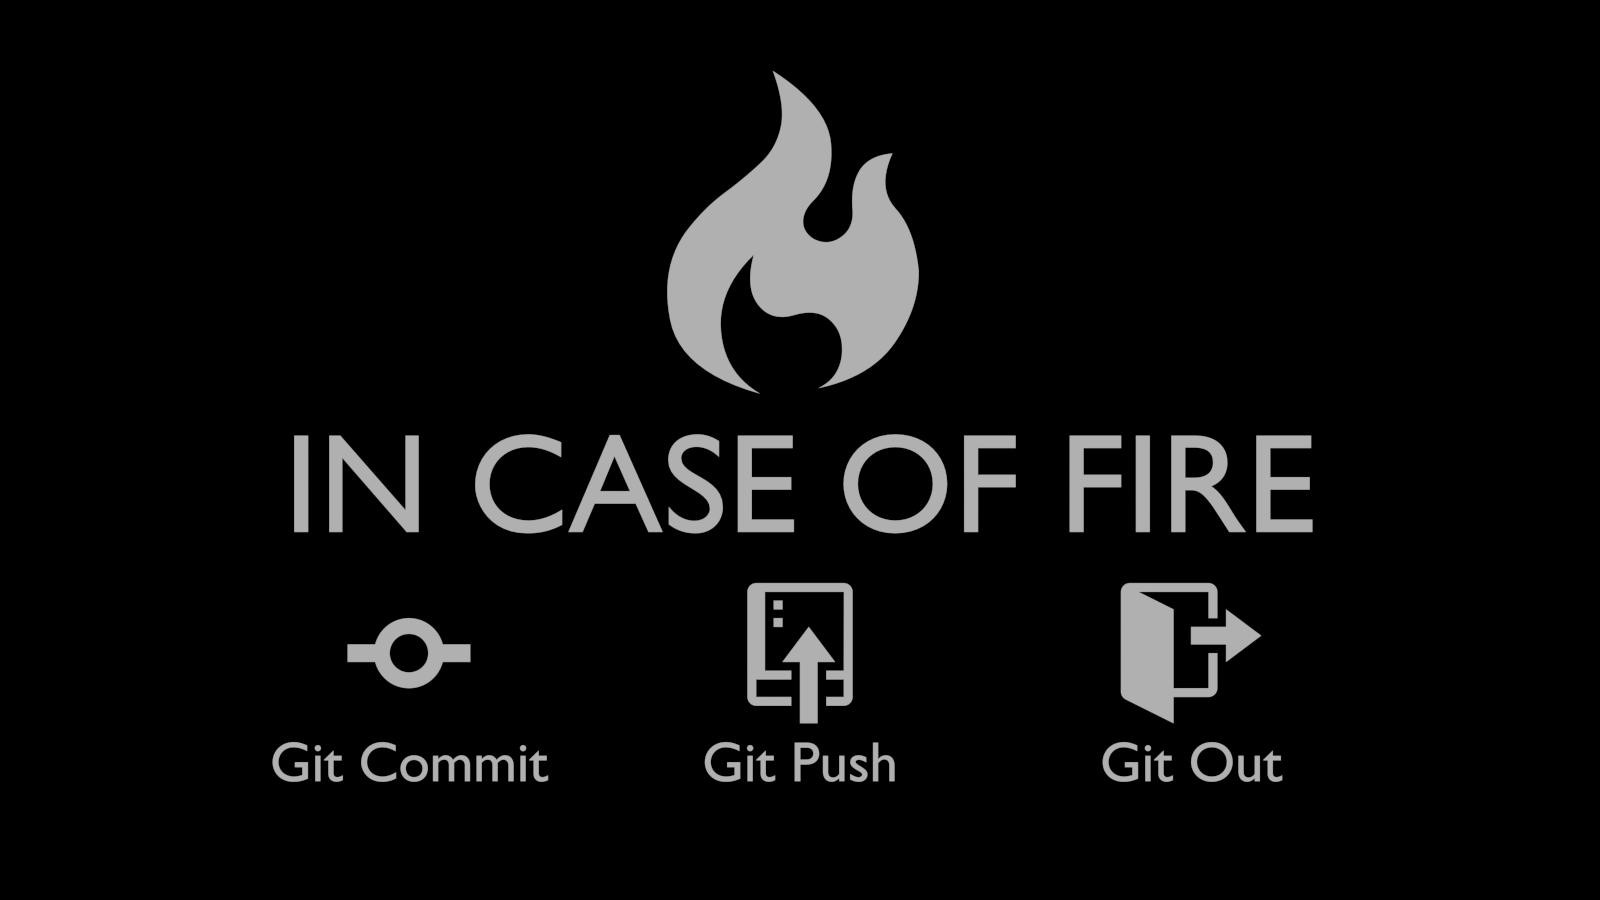 IN CASE OF FIRE
Git Commit
Git Push
Git Out